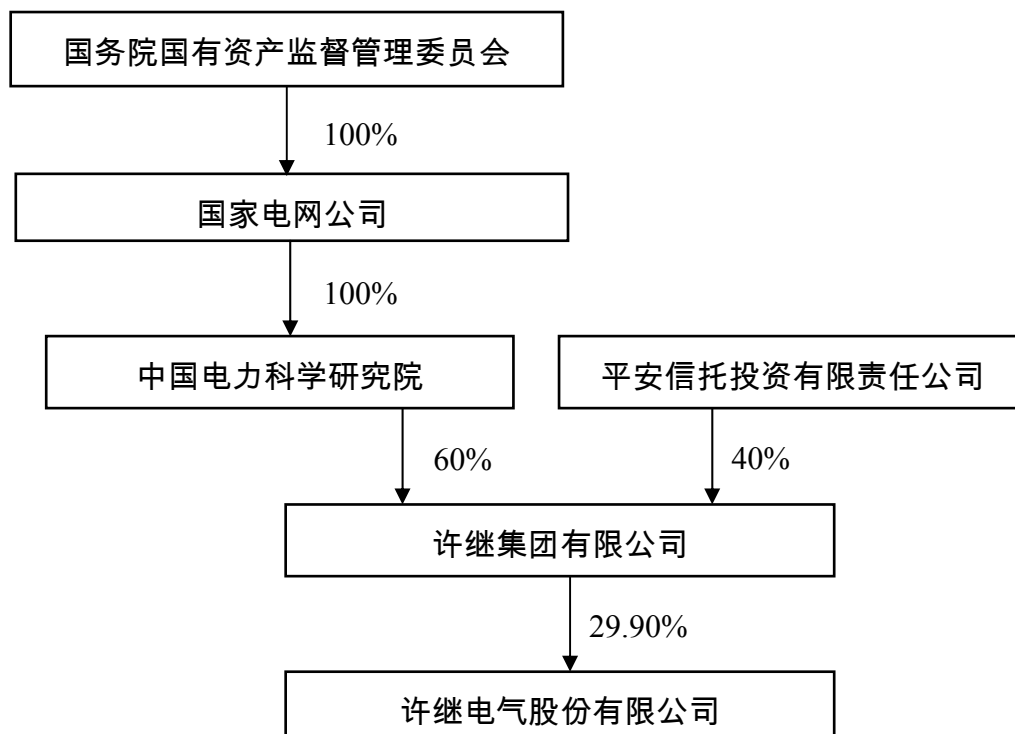 国务院国有资产监督管理委员会
100%
国家电网公司
100%
中国电力科学研究院
平安信托投资有限责任公司
60%
40%
许继集团有限公司
29.90%
许继电气股份有限公司